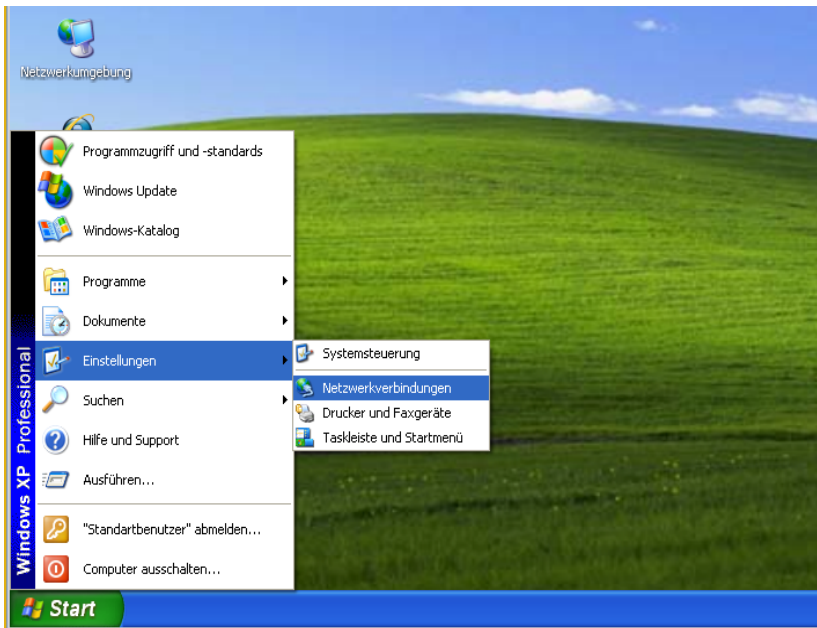 Netzwerkumgebung
Programmzugriff und -standards
Windows Update
Windows-Katalog
Programme
Dokumente
Einstellungen
Suchen
Hilfe und Support
Ausführen...
"Standartbenutzer" abmelden...
Computer ausschalten...
Windows XP Professional
Systemsteuerung
Netzwerkverbindungen
Drucker und Faxgeräte
Taskleiste und Startmenü
Start